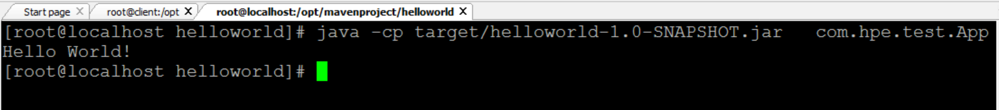 Start page X root@client:/opt X root@localhost:/opt/mavenproject/helloworld X
[root@localhost helloworld]# java -cp target/helloworld-1.0-SNAPSHOT.jar   com.hpe.test.App
Hello World!
[root@localhost helloworld]#